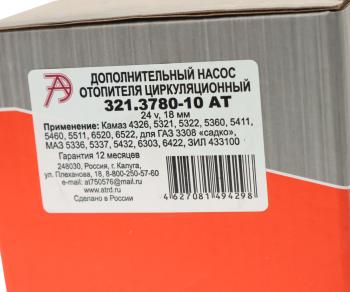 ДОПОЛНИТЕЛЬНЫЙ НАСОС
ОТОПИТЕЛЯ ЦИРКУЛЯЦИОННЫЙ
321.3780-10 АТ
24 v, 18 мм
Применение: Камаз 4326, 5321, 5322, 5360, 5411,
5460, 5511, 6520, 6522, для ГАЗ 3308 «садко»,
МАЗ 5336, 5337, 5432, 6303, 6422, ЗИЛ 433100
Гарантия 12 месяцев
248030, Россия, г. Калуга,
ул. Плеханова, 18, 8-800-250-57-60
e-mail: at750576@mail.ru
www.atrd.ru
Сделано в России
4 627081 494298